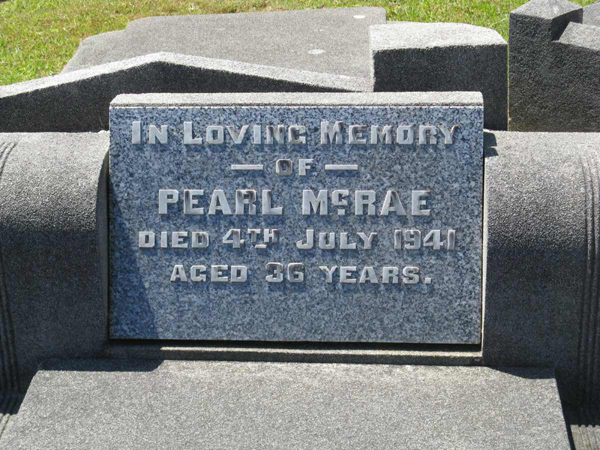 IN LOVING MEMORY
— OF —
PEARL McRAE
DIED 4TH JULY 1941
AGED 36 YEARS.